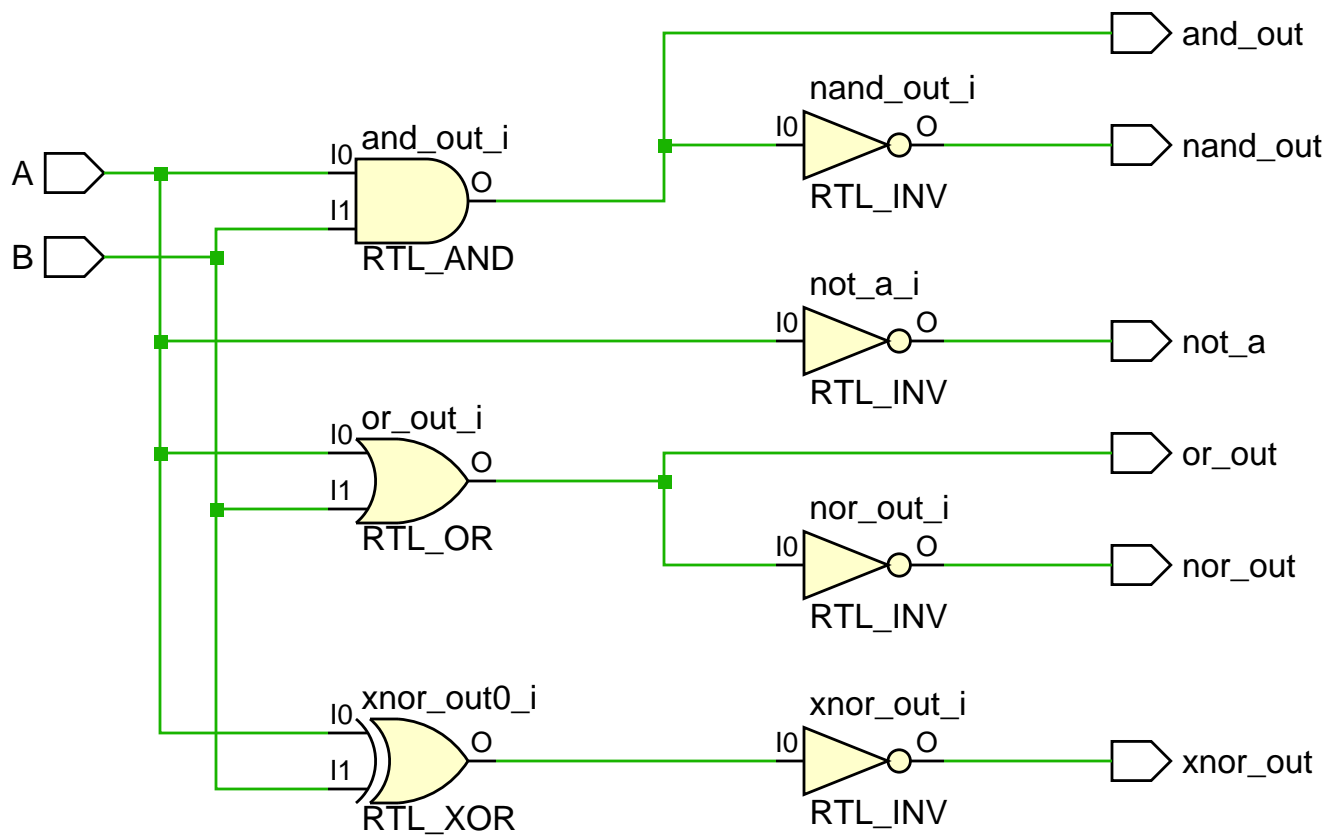 and_out
nand_out_i
I0
O
nand_out
RTL_INV
A
B
and_out_i
I0
I1
O
RTL_AND
not_a_i
I0
O
not_a
RTL_INV
or_out_i
I0
I1
O
RTL_OR
or_out
nor_out_i
I0
O
nor_out
RTL_INV
xnor_out0_i
I0
I1
O
RTL_XOR
xnor_out_i
I0
O
xnor_out
RTL_INV